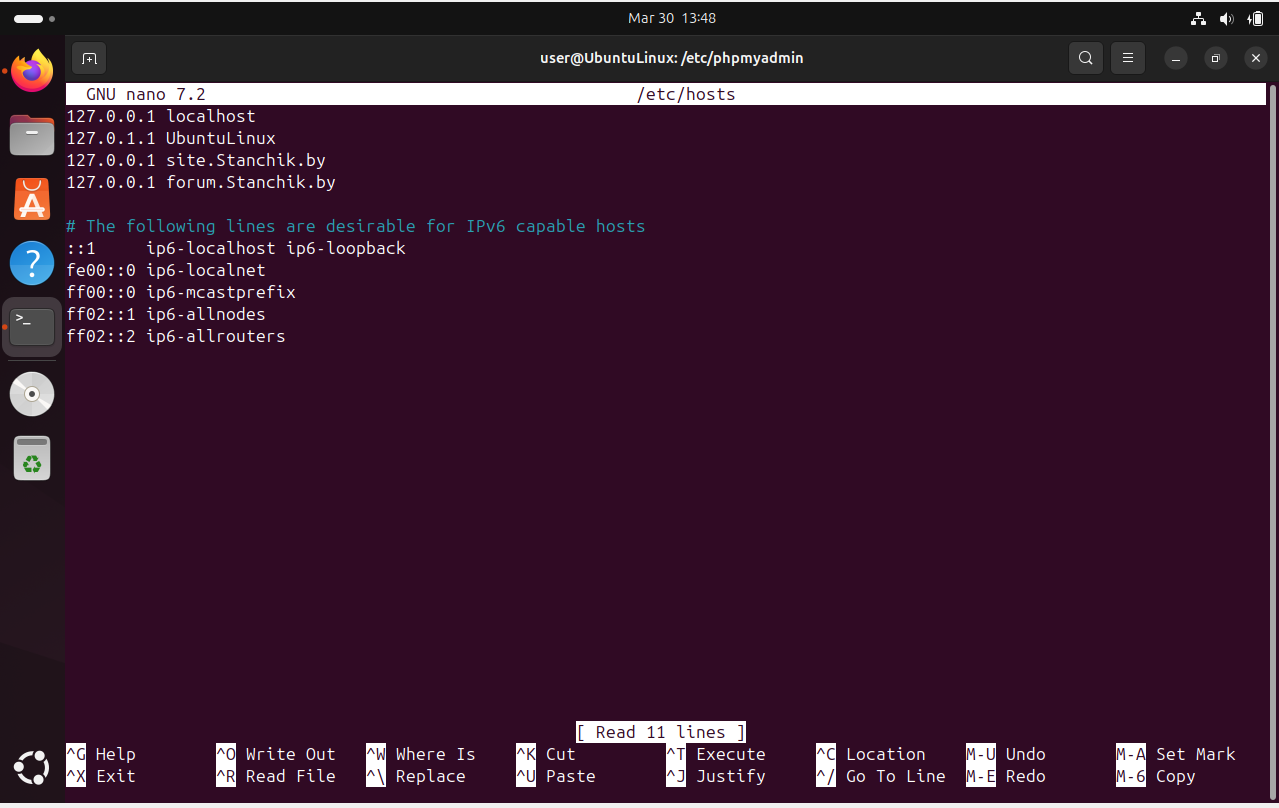 Mar 30 13:48
user@UbuntuLinux: /etc/phpmyadmin
GNU nano 7.2 /etc/hosts
127.0.0.1 localhost
127.0.1.1 UbuntuLinux
127.0.0.1 site.Stanchik.by
127.0.0.1 forum.Stanchik.by
# The following lines are desirable for IPv6 capable hosts
::1     ip6-localhost ip6-loopback
fe00::0 ip6-localnet
ff00::0 ip6-mcastprefix
ff02::1 ip6-allnodes
ff02::2 ip6-allrouters
[ Read 11 lines ]
^G Help ^O Write Out ^W Where Is ^K Cut ^T Execute ^C Location M-U Undo M-A Set Mark
^X Exit ^R Read File ^\ Replace ^U Paste ^J Justify ^/ Go To Line M-E Redo M-6 Copy